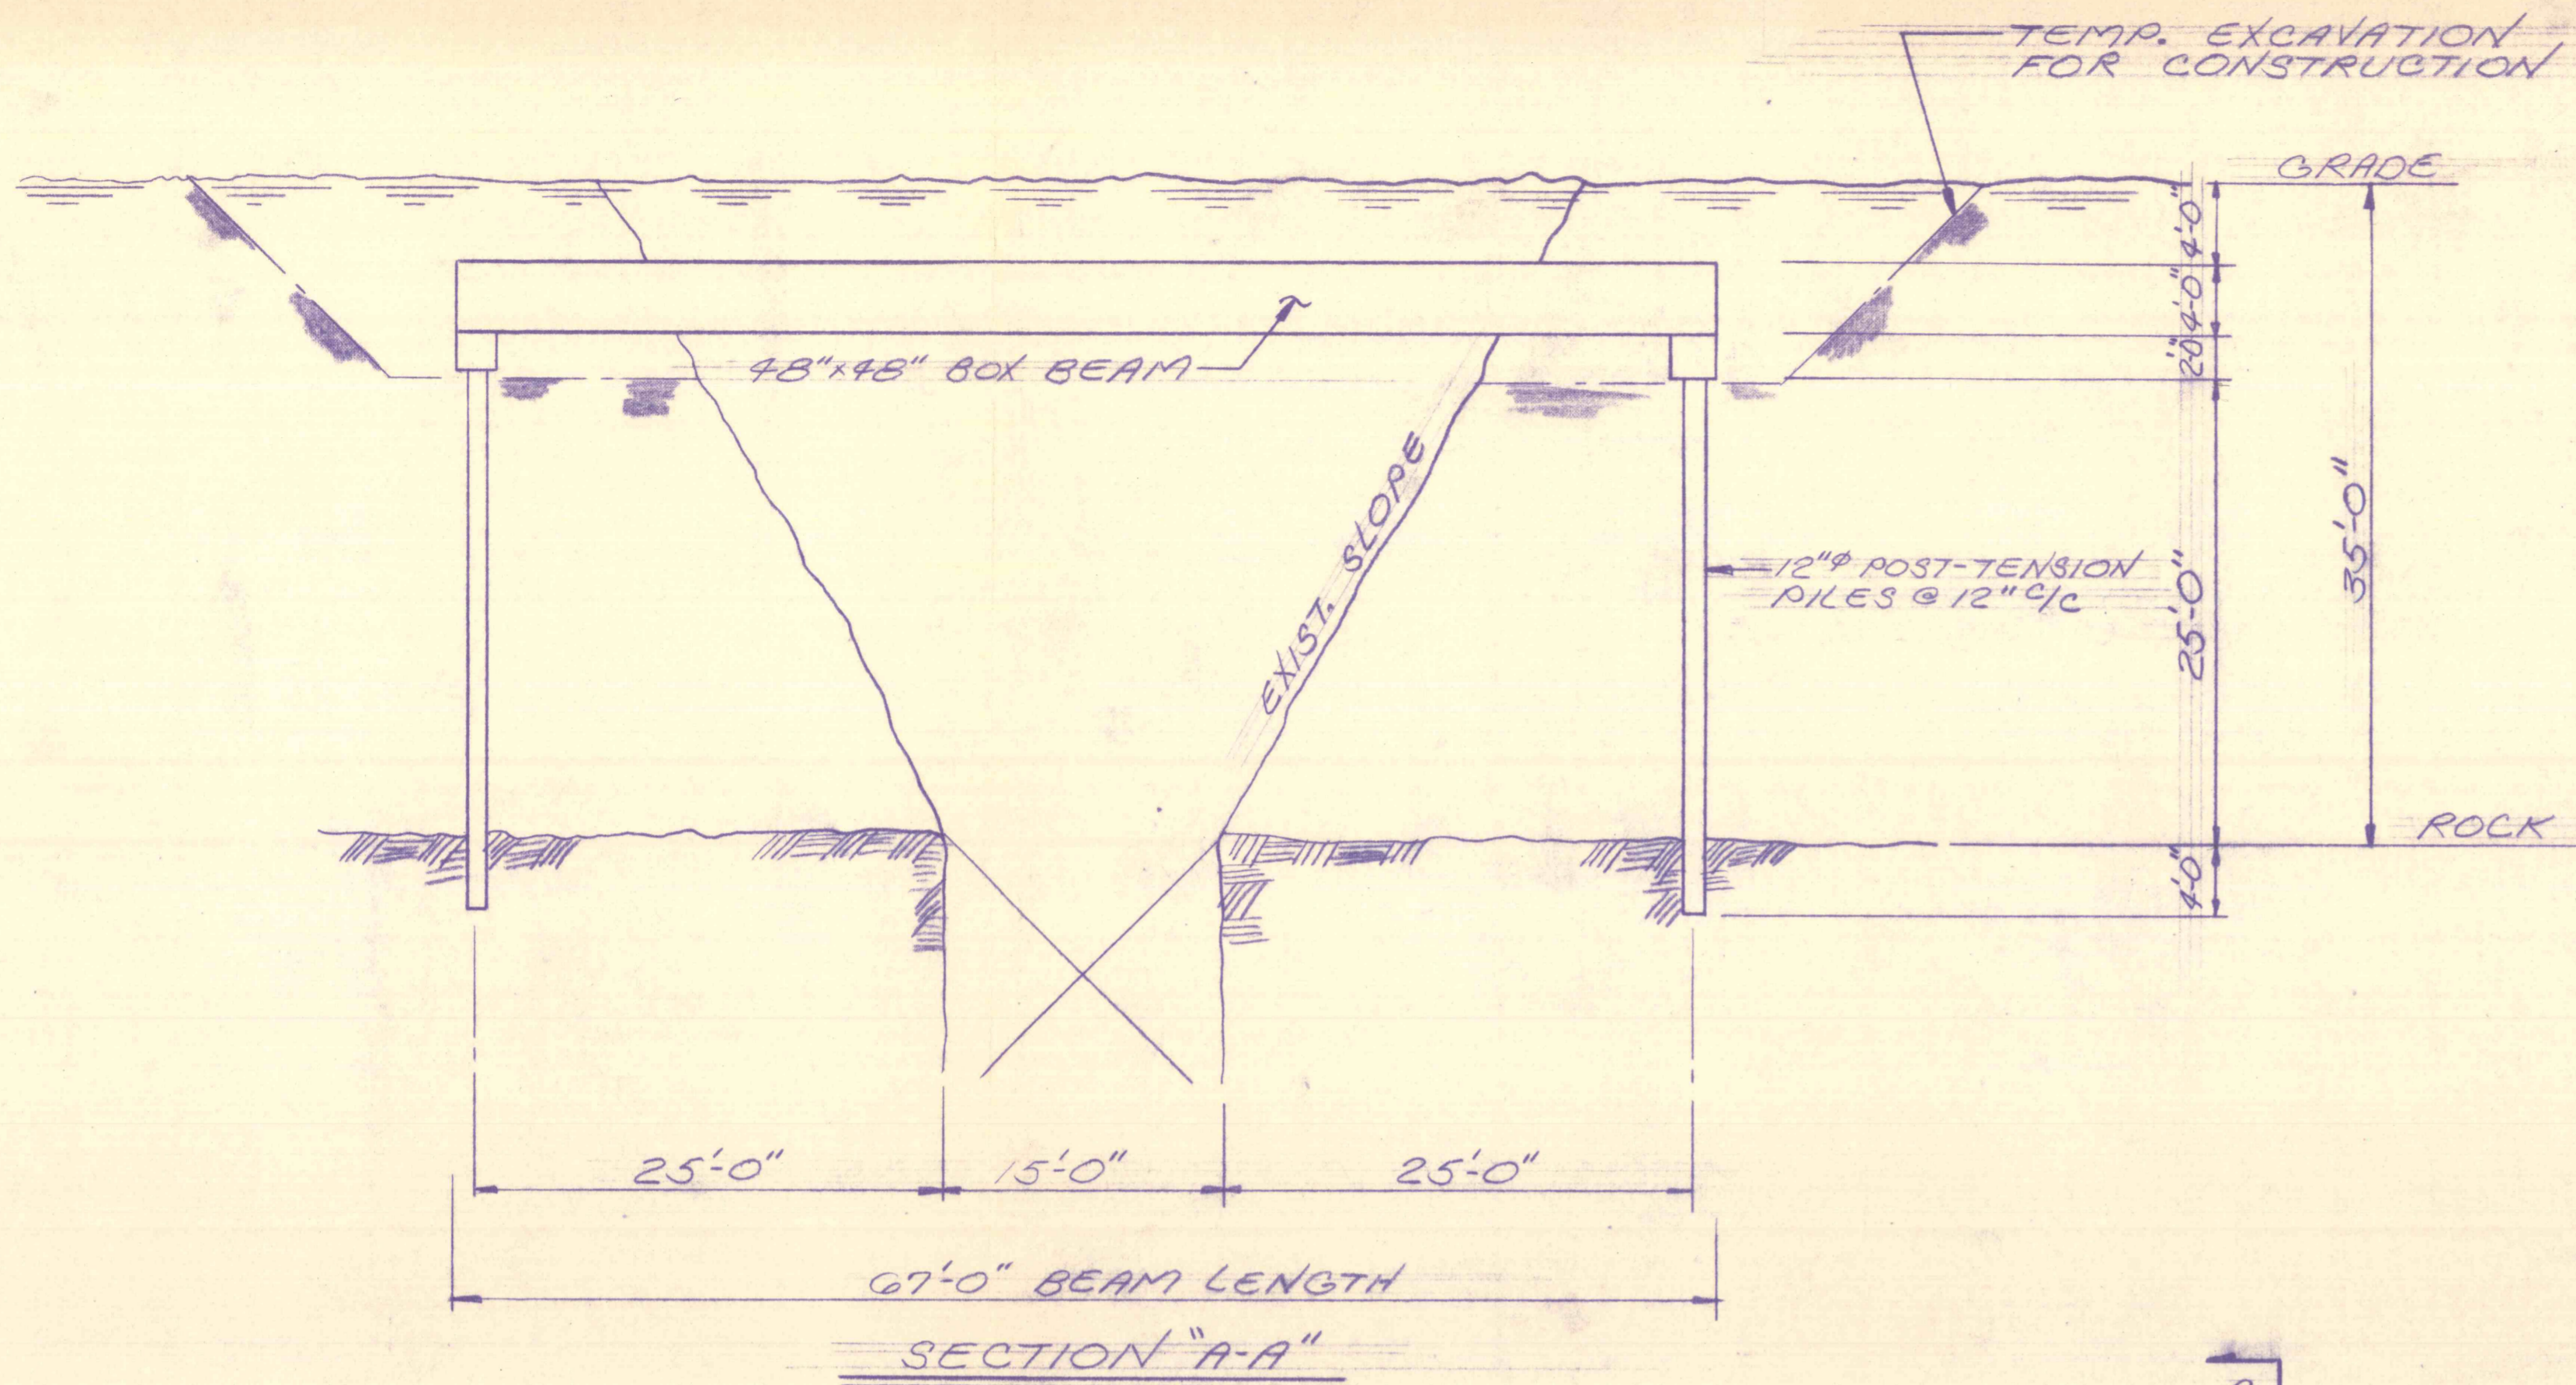 TEMP. EXCAVATION
FOR CONSTRUCTION
GRADE
4'-0"
4'-0"
2'0"
48"x48" BOX BEAM
EXIST. SLOPE
12"φ POST-TENSION
PILES @ 12" C/C
25'-0"
35'-0"
ROCK
4'0"
25'-0"
15'-0"
25'-0"
67'-0" BEAM LENGTH
SECTION "A-A"